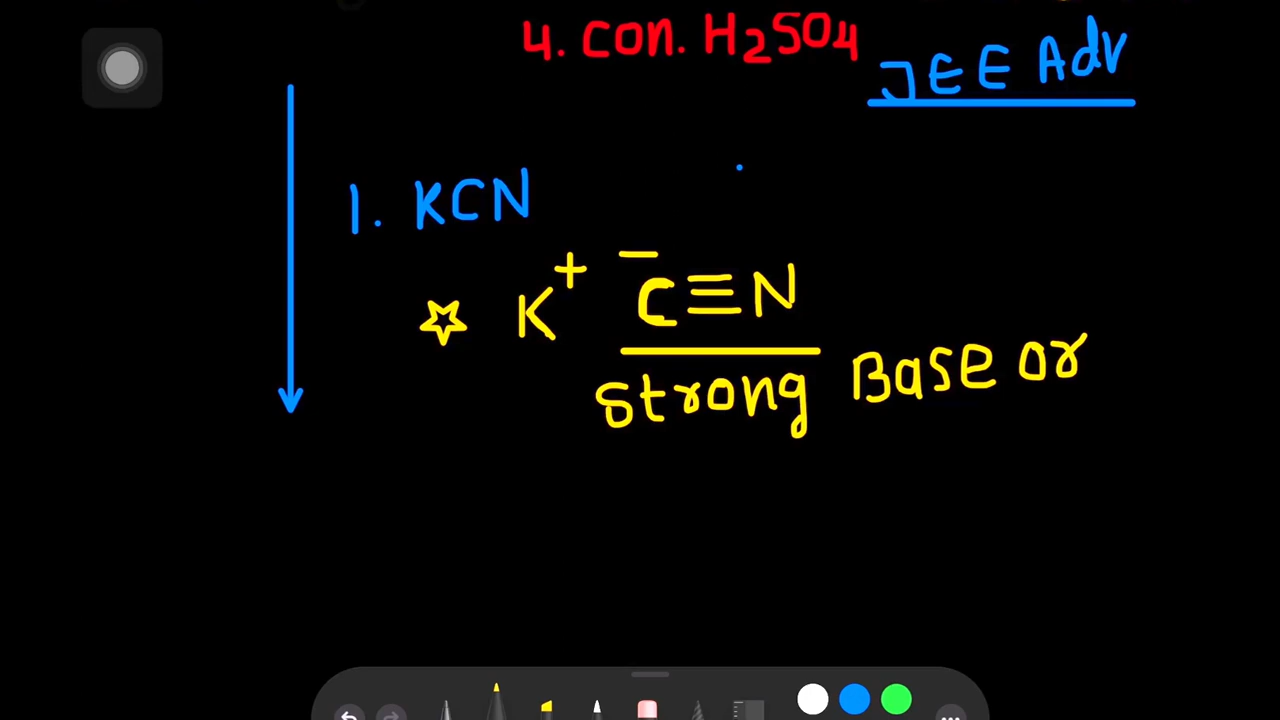 4. con. H2SO4
JEE Adv
1. KCN
☆ K⁺ ⁻C≡N
strong Base or